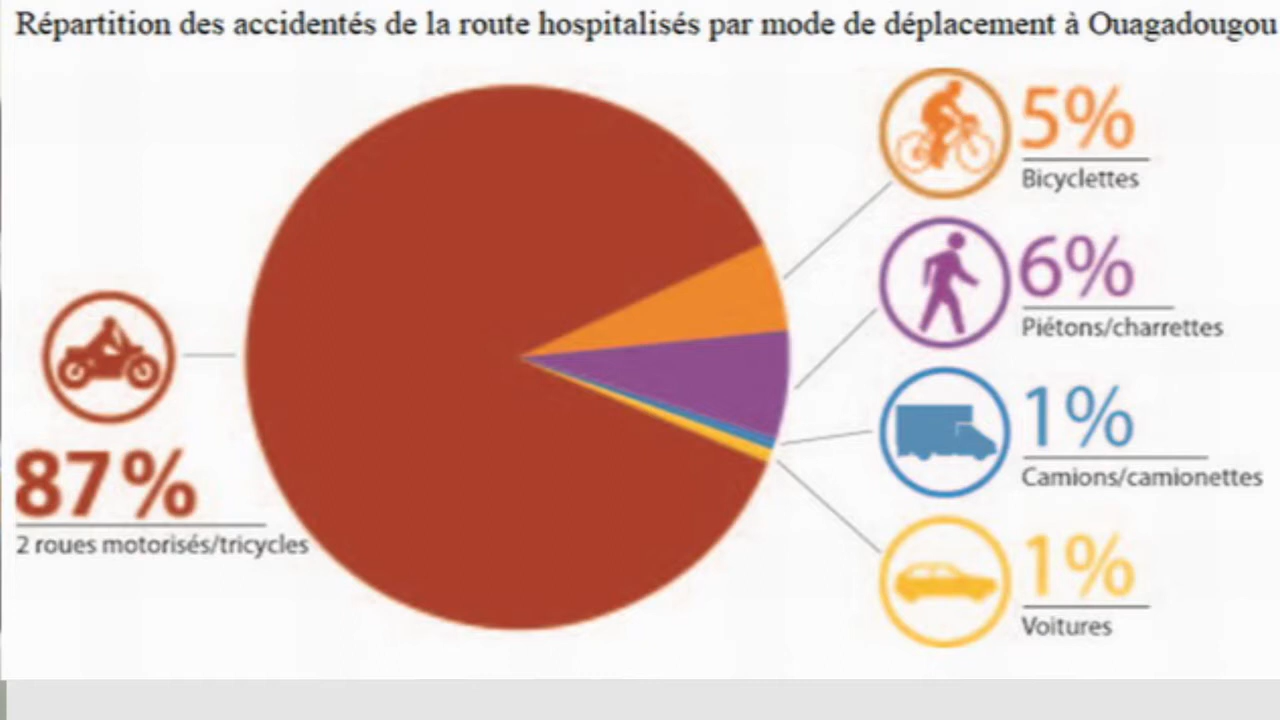 Répartition des accidentés de la route hospitalisés par mode de déplacement à Ouagadougou
5%
Bicyclettes
6%
Piétons/charrettes
87%
2 roues motorisés/tricycles
1%
Camions/camionettes
1%
Voitures